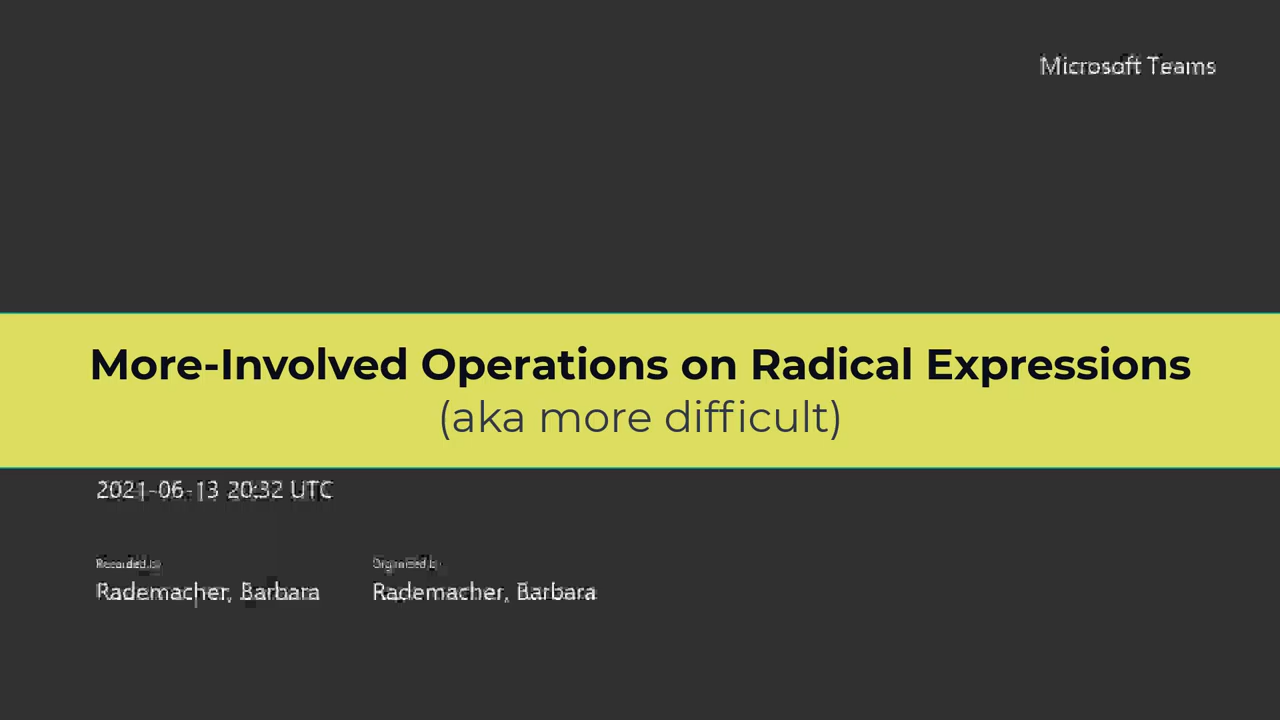 Microsoft Teams
More-Involved Operations on Radical Expressions
(aka more difficult)
2021-06-13 20:32 UTC
Recorded by Organized by
Rademacher, Barbara Rademacher, Barbara